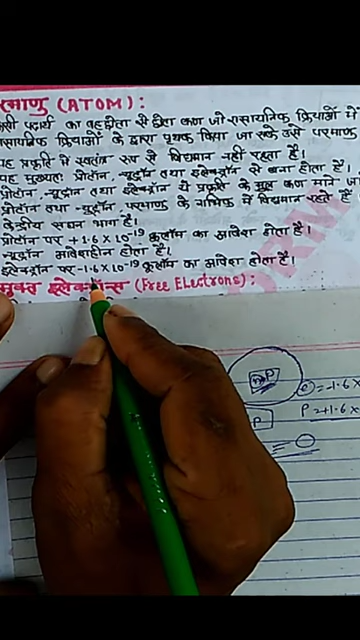 रमाणु (ATOM):
किसी पदार्थ का वह छोटा से छोटा कण जो रासायनिक क्रियाओं में
रासायनिक क्रियाओं के द्वारा पृथक किया जा सके उसे परमाणु
यह प्रकृति में स्वतंत्र रूप से विद्यमान नहीं रहता है।
यह मुख्यतः प्रोटॉन, न्यूट्रॉन तथा इलेक्ट्रॉन से बना होता है।
प्रोटॉन, न्यूट्रॉन तथा इलेक्ट्रॉन ये प्रकृति के मूल कण माने जा
प्रोटॉन तथा न्यूट्रॉन परमाणु के नाभिक में विद्यमान रहते हैं
केन्द्रीय सघन भाग है।
प्रोटॉन पर +1.6×10⁻¹⁹ कूलॉम का आवेश होता है।
न्यूट्रॉन आवेशहीन होता है।
इलेक्ट्रॉन पर -1.6×10⁻¹⁹ कूलॉम का आवेश होता है।
मुक्त इलेक्ट्रॉन्स (Free ELectrons):
P
e = -1.6×
P = +1.6×
P